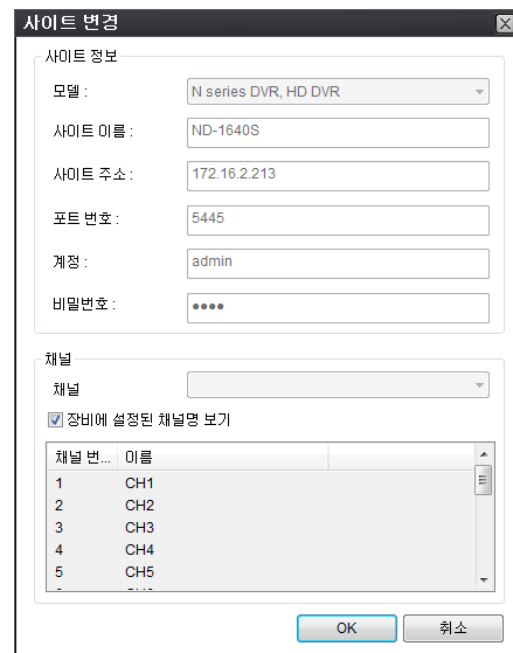 사이트 변경
사이트 정보
모델 : N series DVR, HD DVR
사이트 이름 : ND-1640S
사이트 주소 : 172.16.2.213
포트 번호 : 5445
계정 : admin
비밀번호 : ●●●●
채널
채널
장비에 설정된 채널명 보기
채널 번... 이름
1 CH1
2 CH2
3 CH3
4 CH4
5 CH5
OK 취소